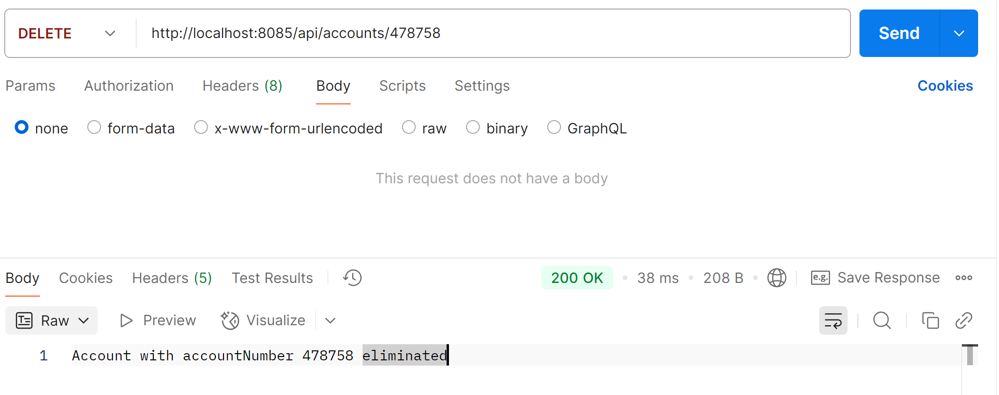 DELETE http://localhost:8085/api/accounts/478758 Send
Params Authorization Headers (8) Body Scripts Settings Cookies
none form-data x-www-form-urlencoded raw binary GraphQL
This request does not have a body
Body Cookies Headers (5) Test Results 200 OK 38 ms 208 B e.g. Save Response
Raw Preview Visualize
1 Account with accountNumber 478758 eliminated